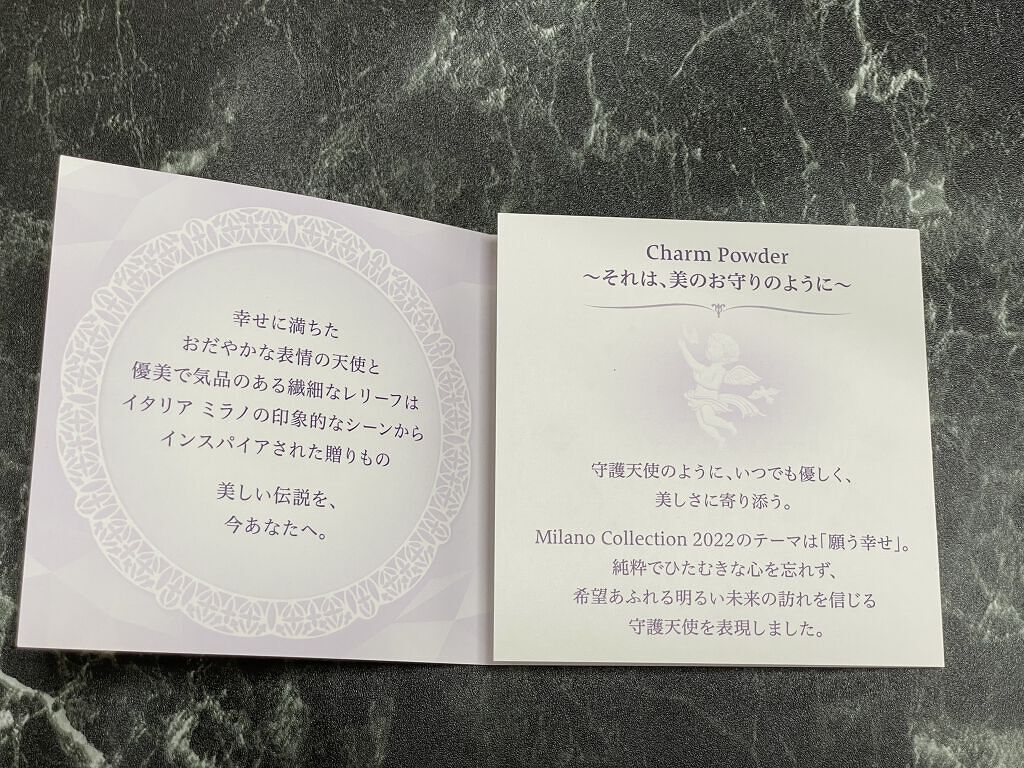 幸せに満ちた
おだやかな表情の天使と
優美で気品のある繊細なレリーフは
イタリア ミラノの印象的なシーンから
インスパイアされた贈りもの
美しい伝説を、
今あなたへ。
Charm Powder
〜それは、美のお守りのように〜
守護天使のように、いつでも優しく、
美しさに寄り添う。
Milano Collection 2022のテーマは「願う幸せ」。
純粋でひたむきな心を忘れず、
希望あふれる明るい未来の訪れを信じる
守護天使を表現しました。